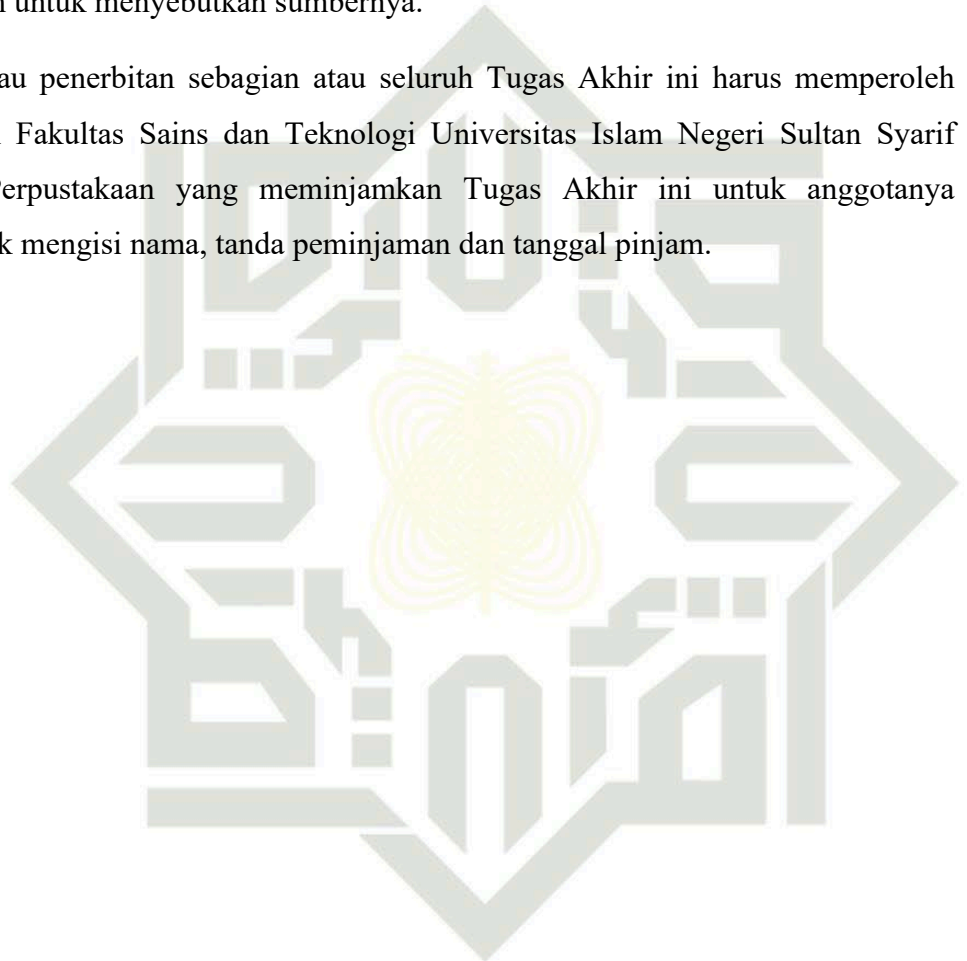 untuk menyebutkan sumbernya.
penerbitan sebagian atau seluruh Tugas Akhir ini harus memperoleh
Fakultas Sains dan Teknologi Universitas Islam Negeri Sultan Syarif
Perpustakaan yang meminjamkan Tugas Akhir ini untuk anggotanya
mengisi nama, tanda peminjaman dan tanggal pinjam.